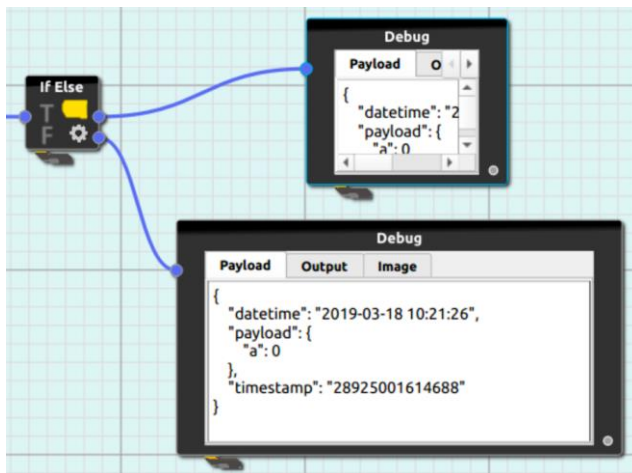 If Else
T
F
Debug
Payload
O
{
"datetime": "2
"payload": {
"a": 0
Debug
Payload Output Image
{
"datetime": "2019-03-18 10:21:26",
"payload": {
"a": 0
},
"timestamp": "28925001614688"
}